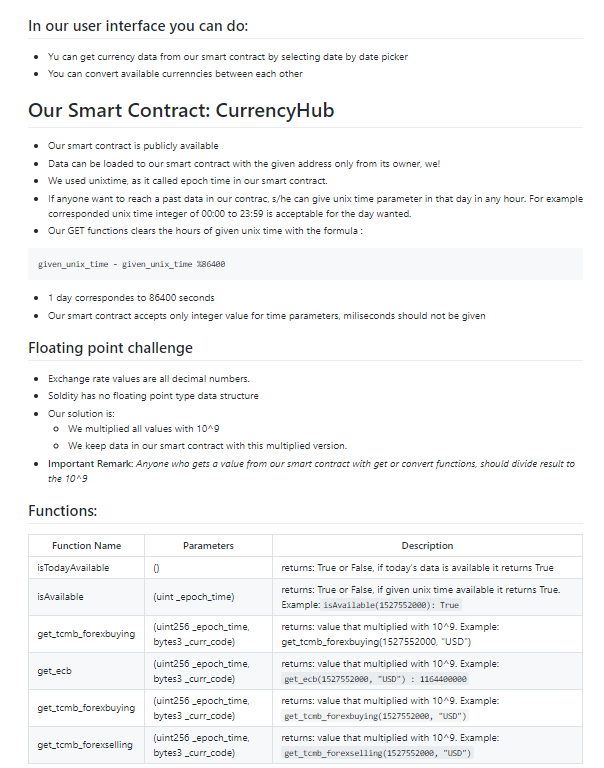 In our user interface you can do:
Yu can get currency data from our smart contract by selecting date by date picker
You can convert available currenncies between each other
Our Smart Contract: CurrencyHub
Our smart contract is publicly available
Data can be loaded to our smart contract with the given address only from its owner, we!
We used unixtime, as it called epoch time in our smart contract.
If anyone want to reach a past data in our contrac, s/he can give unix time parameter in that day in any hour. For example
corresponded unix time integer of 00:00 to 23:59 is acceptable for the day wanted.
Our GET functions clears the hours of given unix time with the formula :
given_unix_time - given_unix_time %86400
1 day correspondes to 86400 seconds
Our smart contract accepts only integer value for time parameters, miliseconds should not be given
Floating point challenge
Exchange rate values are all decimal numbers.
Soldity has no floating point type data structure
Our solution is:
We multiplied all values with 10^9
We keep data in our smart contract with this multiplied version.
Important Remark: Anyone who gets a value from our smart contract with get or convert functions, should divide result to
the 10^9
Functions:
Function Name Parameters Description
isTodayAvailable () returns: True or False, if today's data is available it returns True
isAvailable (uint _epoch_time) returns: True or False, if given unix time available it returns True.
Example: isAvailable(1527552000): True
get_tcmb_forexbuying (uint256 _epoch_time, returns: value that multiplied with 10^9. Example:
bytes3 _curr_code) get_tcmb_forexbuying(1527552000, "USD")
get_ecb (uint256 _epoch_time, returns: value that multiplied with 10^9. Example:
bytes3 _curr_code) get_ecb(1527552000, "USD") : 1164400000
get_tcmb_forexbuying (uint256 _epoch_time, returns: value that multiplied with 10^9. Example:
bytes3 _curr_code) get_tcmb_forexbuying(1527552000, "USD")
get_tcmb_forexselling (uint256 _epoch_time, returns: value that multiplied with 10^9. Example:
bytes3 _curr_code) get_tcmb_forexselling(1527552000, "USD")